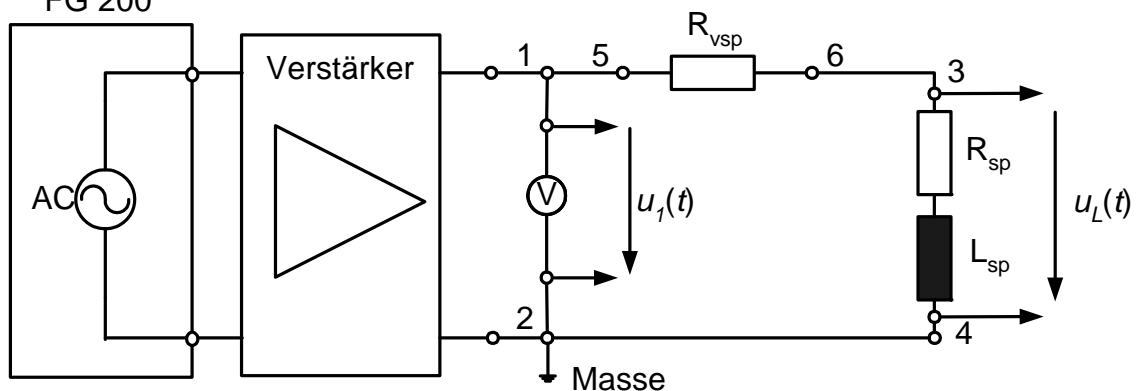 FG 200
Verstärker
AC
1
5
R_vsp
6
3
V
u_1(t)
R_sp
L_sp
u_L(t)
2
4
Masse